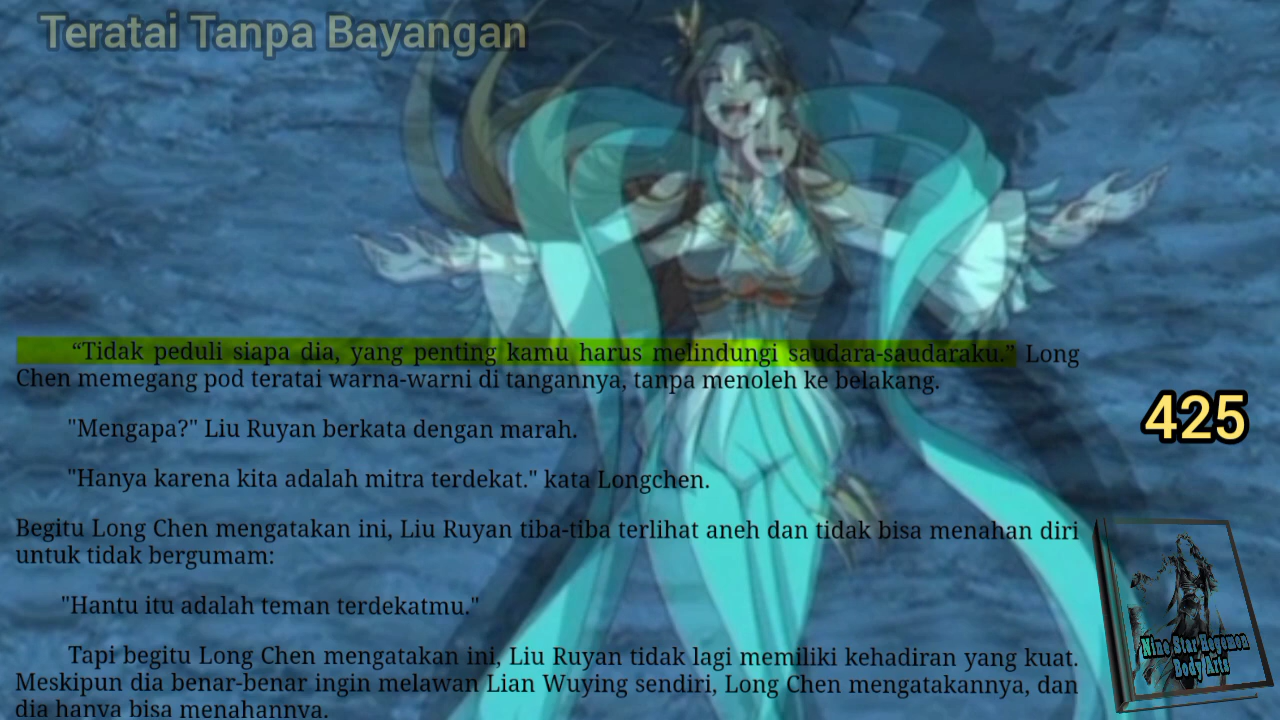 Teratai Tanpa Bayangan
“Tidak peduli siapa dia, yang penting kamu harus melindungi saudara-saudaraku.” Long
Chen memegang pod teratai warna-warni di tangannya, tanpa menoleh ke belakang.
"Mengapa?" Liu Ruyan berkata dengan marah.
"Hanya karena kita adalah mitra terdekat." kata Longchen.
Begitu Long Chen mengatakan ini, Liu Ruyan tiba-tiba terlihat aneh dan tidak bisa menahan diri
untuk tidak bergumam:
"Hantu itu adalah teman terdekatmu."
Tapi begitu Long Chen mengatakan ini, Liu Ruyan tidak lagi memiliki kehadiran yang kuat.
Meskipun dia benar-benar ingin melawan Lian Wuying sendiri, Long Chen mengatakannya, dan
dia hanya bisa menahannya.
425
Nine Star Hegemon
Body Arts